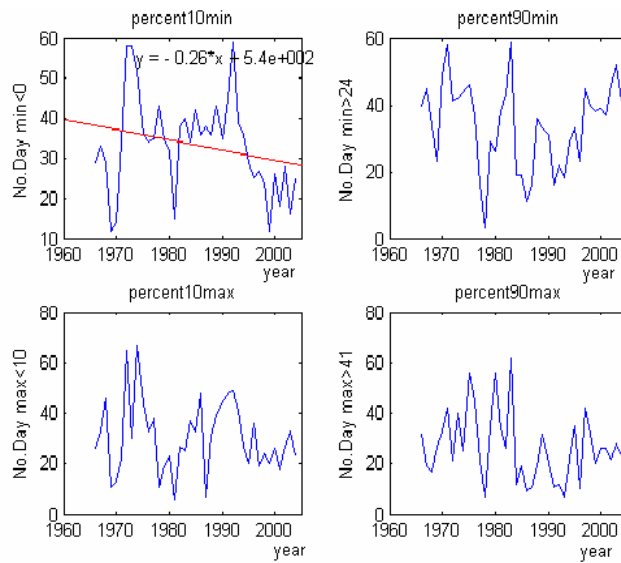 percent10min
y = - 0.26*x + 5.4e+002
No.Day min<0
60
50
40
30
20
10
1960 1970 1980 1990 2000
year
percent90min
No.Day min>24
60
40
20
0
1960 1970 1980 1990 2000
year
percent10max
No.Day max<10
80
60
40
20
0
1960 1970 1980 1990 2000
year
percent90max
No.Day max>41
80
60
40
20
0
1960 1970 1980 1990 2000
year